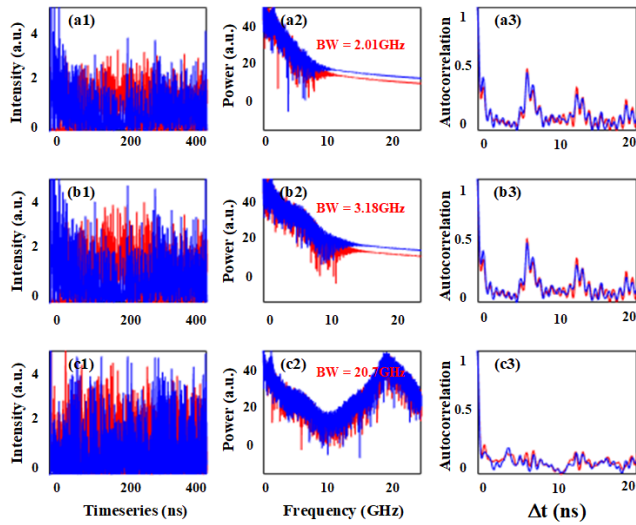 Intensity (a.u.)
4
2
0
(a1)
0
200
400
Power (a.u.)
40
20
0
(a2)
BW = 2.01GHz
0
10
20
Autocorrelation
1
0.5
0
(a3)
0
10
20
Intensity (a.u.)
4
2
0
(b1)
0
200
400
Power (a.u.)
40
20
0
(b2)
BW = 3.18GHz
0
10
20
Autocorrelation
1
0.5
0
(b3)
0
10
20
Intensity (a.u.)
4
2
0
(c1)
0
200
400
Timeseries (ns)
Power (a.u.)
40
20
0
(c2)
BW = 20.7GHz
0
10
20
Frequency (GHz)
Autocorrelation
1
0.5
0
(c3)
0
10
20
Δt (ns)